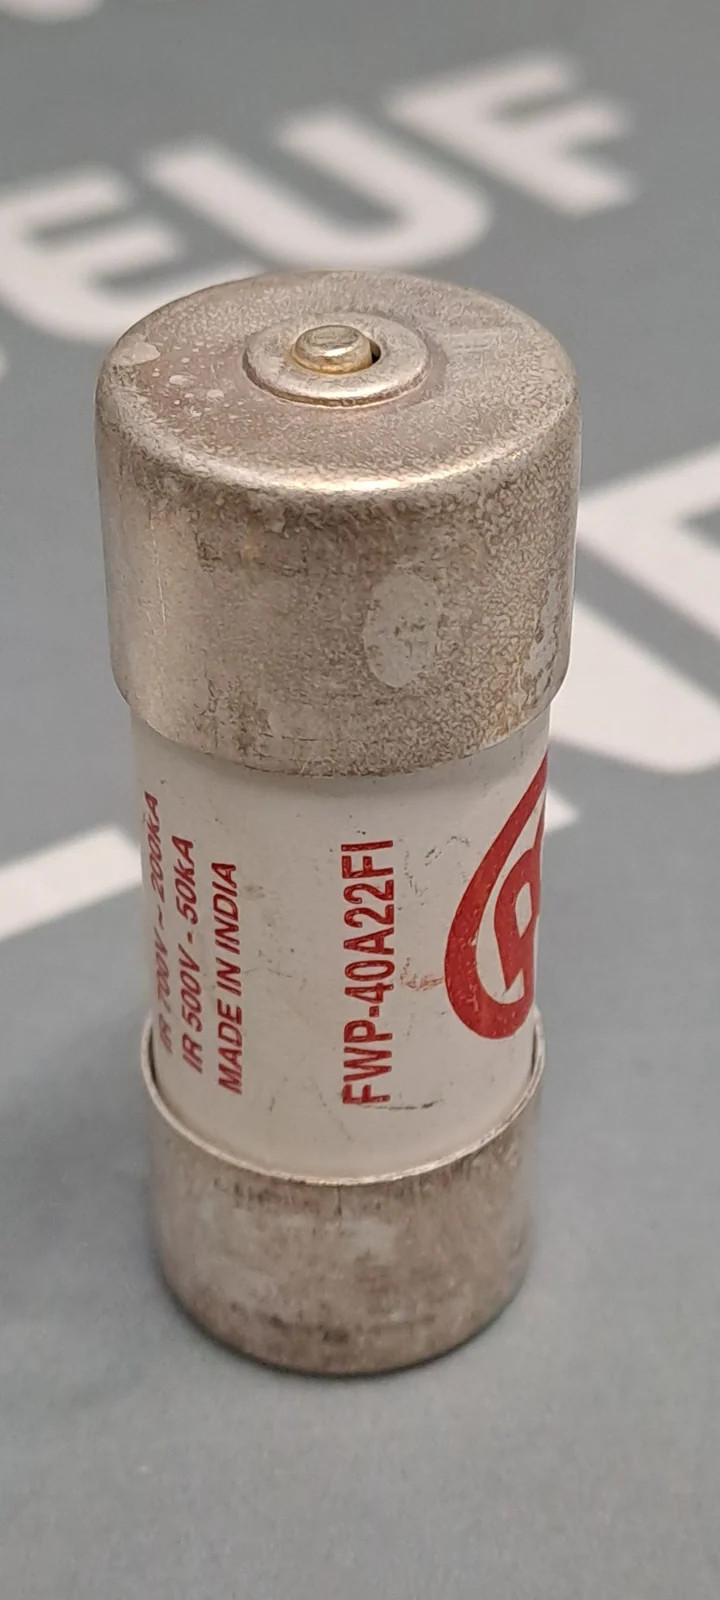 EUF
IR 700V ~ 200KA
IR 500V - 50kA
MADE IN INDIA
FWP-40A22FI